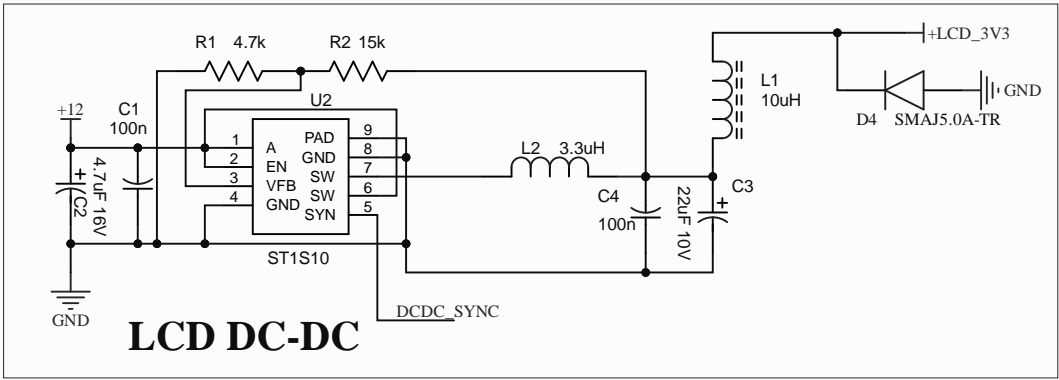 R1 4.7k
R2 15k
+LCD_3V3
L1
10uH
GND
D4 SMAJ5.0A-TR
+12
C1
100n
U2
1 A PAD 9
2 EN GND 8
3 VFB SW 7
4 GND SW 6
SYN 5
ST1S10
L2 3.3uH
C4
100n
C3
22uF 10V
4.7uF 16V
C2
GND
DCDC_SYNC
LCD DC-DC